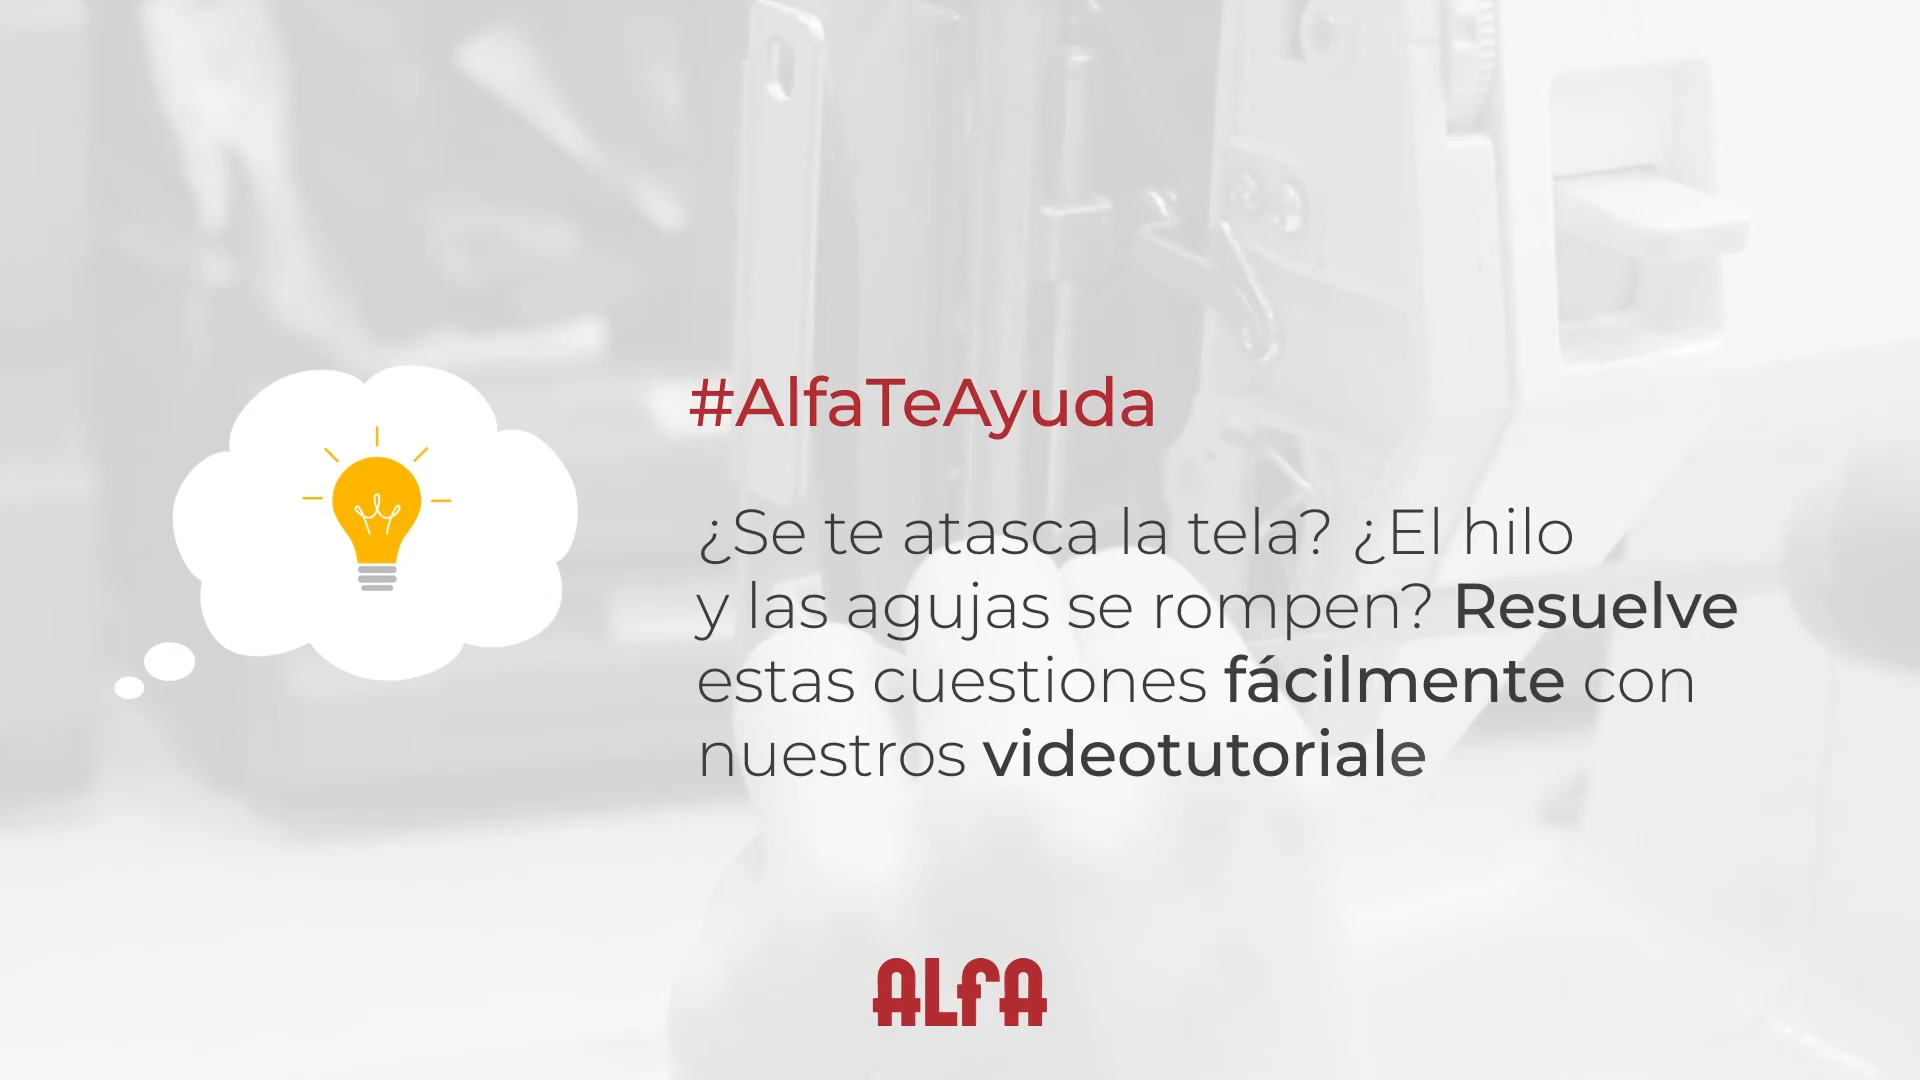 #AlfaTeAyuda
¿Se te atasca la tela? ¿El hilo
y las agujas se rompen? Resuelve
estas cuestiones fácilmente con
nuestros videotutoriale
ALFA